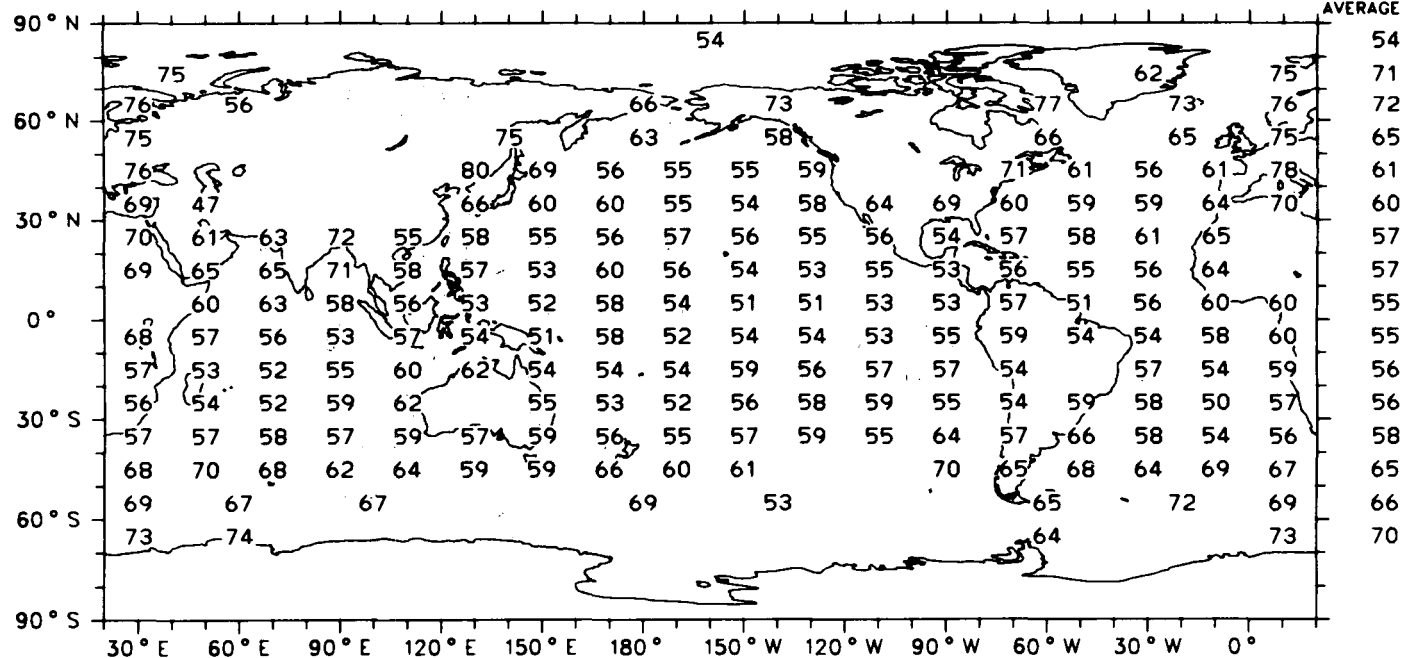 AVERAGE
90° N 54 54
75 62 75 71
76 56 66 73 77 73 76 72
60° N
75 75 63 58 66 65 75 65
76 80 69 56 55 55 59 71 61 56 61 78 61
69 47 66 60 60 55 54 58 64 69 60 59 59 64 70 60
30° N
70 61 63 72 55 58 55 56 57 56 55 56 54 57 58 61 65 57
69 65 65 71 58 57 53 60 56 54 53 55 53 56 55 56 64 57
60 63 58 56 53 52 58 54 51 51 53 53 57 51 56 60 60 55
0°
68 57 56 53 57 54 51 58 52 54 54 53 55 59 54 54 58 60 55
57 53 52 55 60 62 54 54 54 59 56 57 57 54 57 54 59 56
56 54 52 59 62 55 53 52 56 58 59 55 54 59 58 50 57 56
30° S
57 57 58 57 59 57 59 56 55 57 59 55 64 57 66 58 54 56 58
68 70 68 62 64 59 59 66 60 61 70 65 68 64 69 67 65
69 67 67 69 53 65 72 69 66
60° S
73 74 64 73 70
90° S
30° E 60° E 90° E 120° E 150° E 180° 150° W 120° W 90° W 60° W 30° W 0°